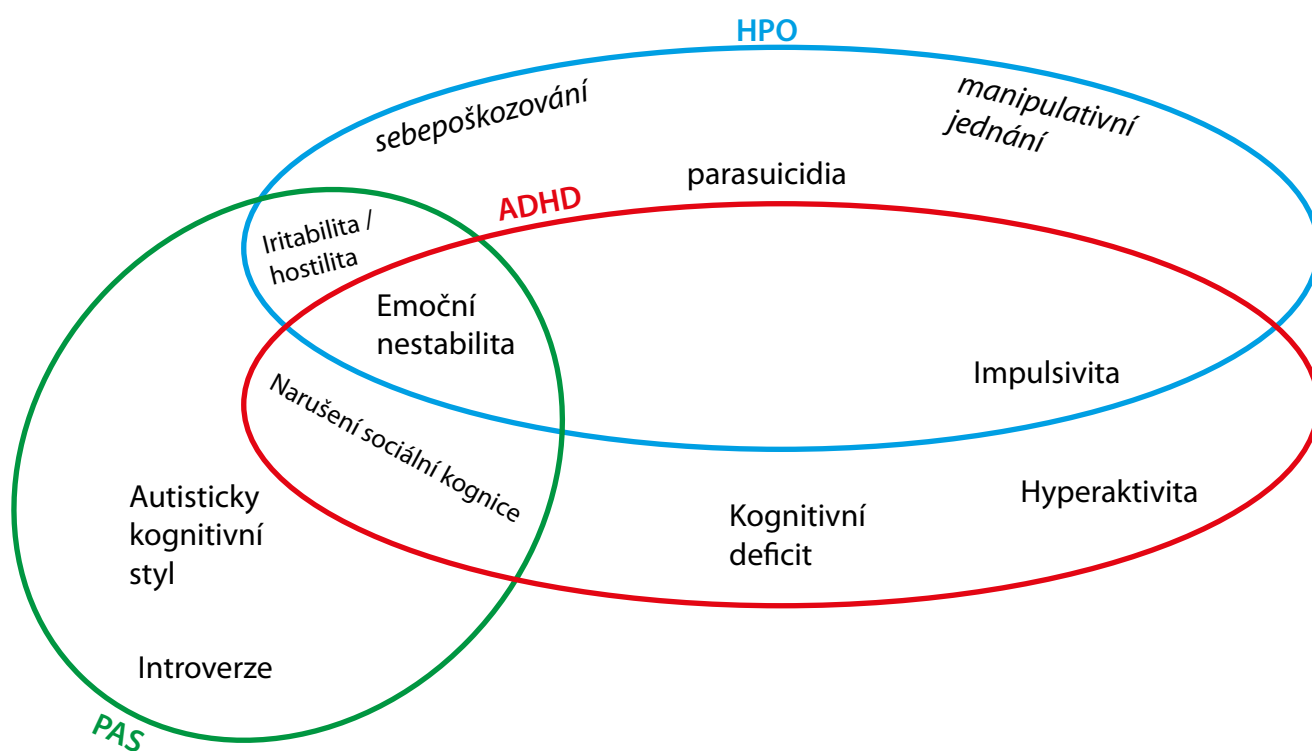 HPO
sebepoškozování
manipulativní
jednání
parasuicidia
ADHD
Iritabilita /
hostilita
Emoční
nestabilita
Impulsivita
Narušení sociální kognice
Autisticky
kognitivní
styl
Kognitivní
deficit
Hyperaktivita
Introverze
PAS